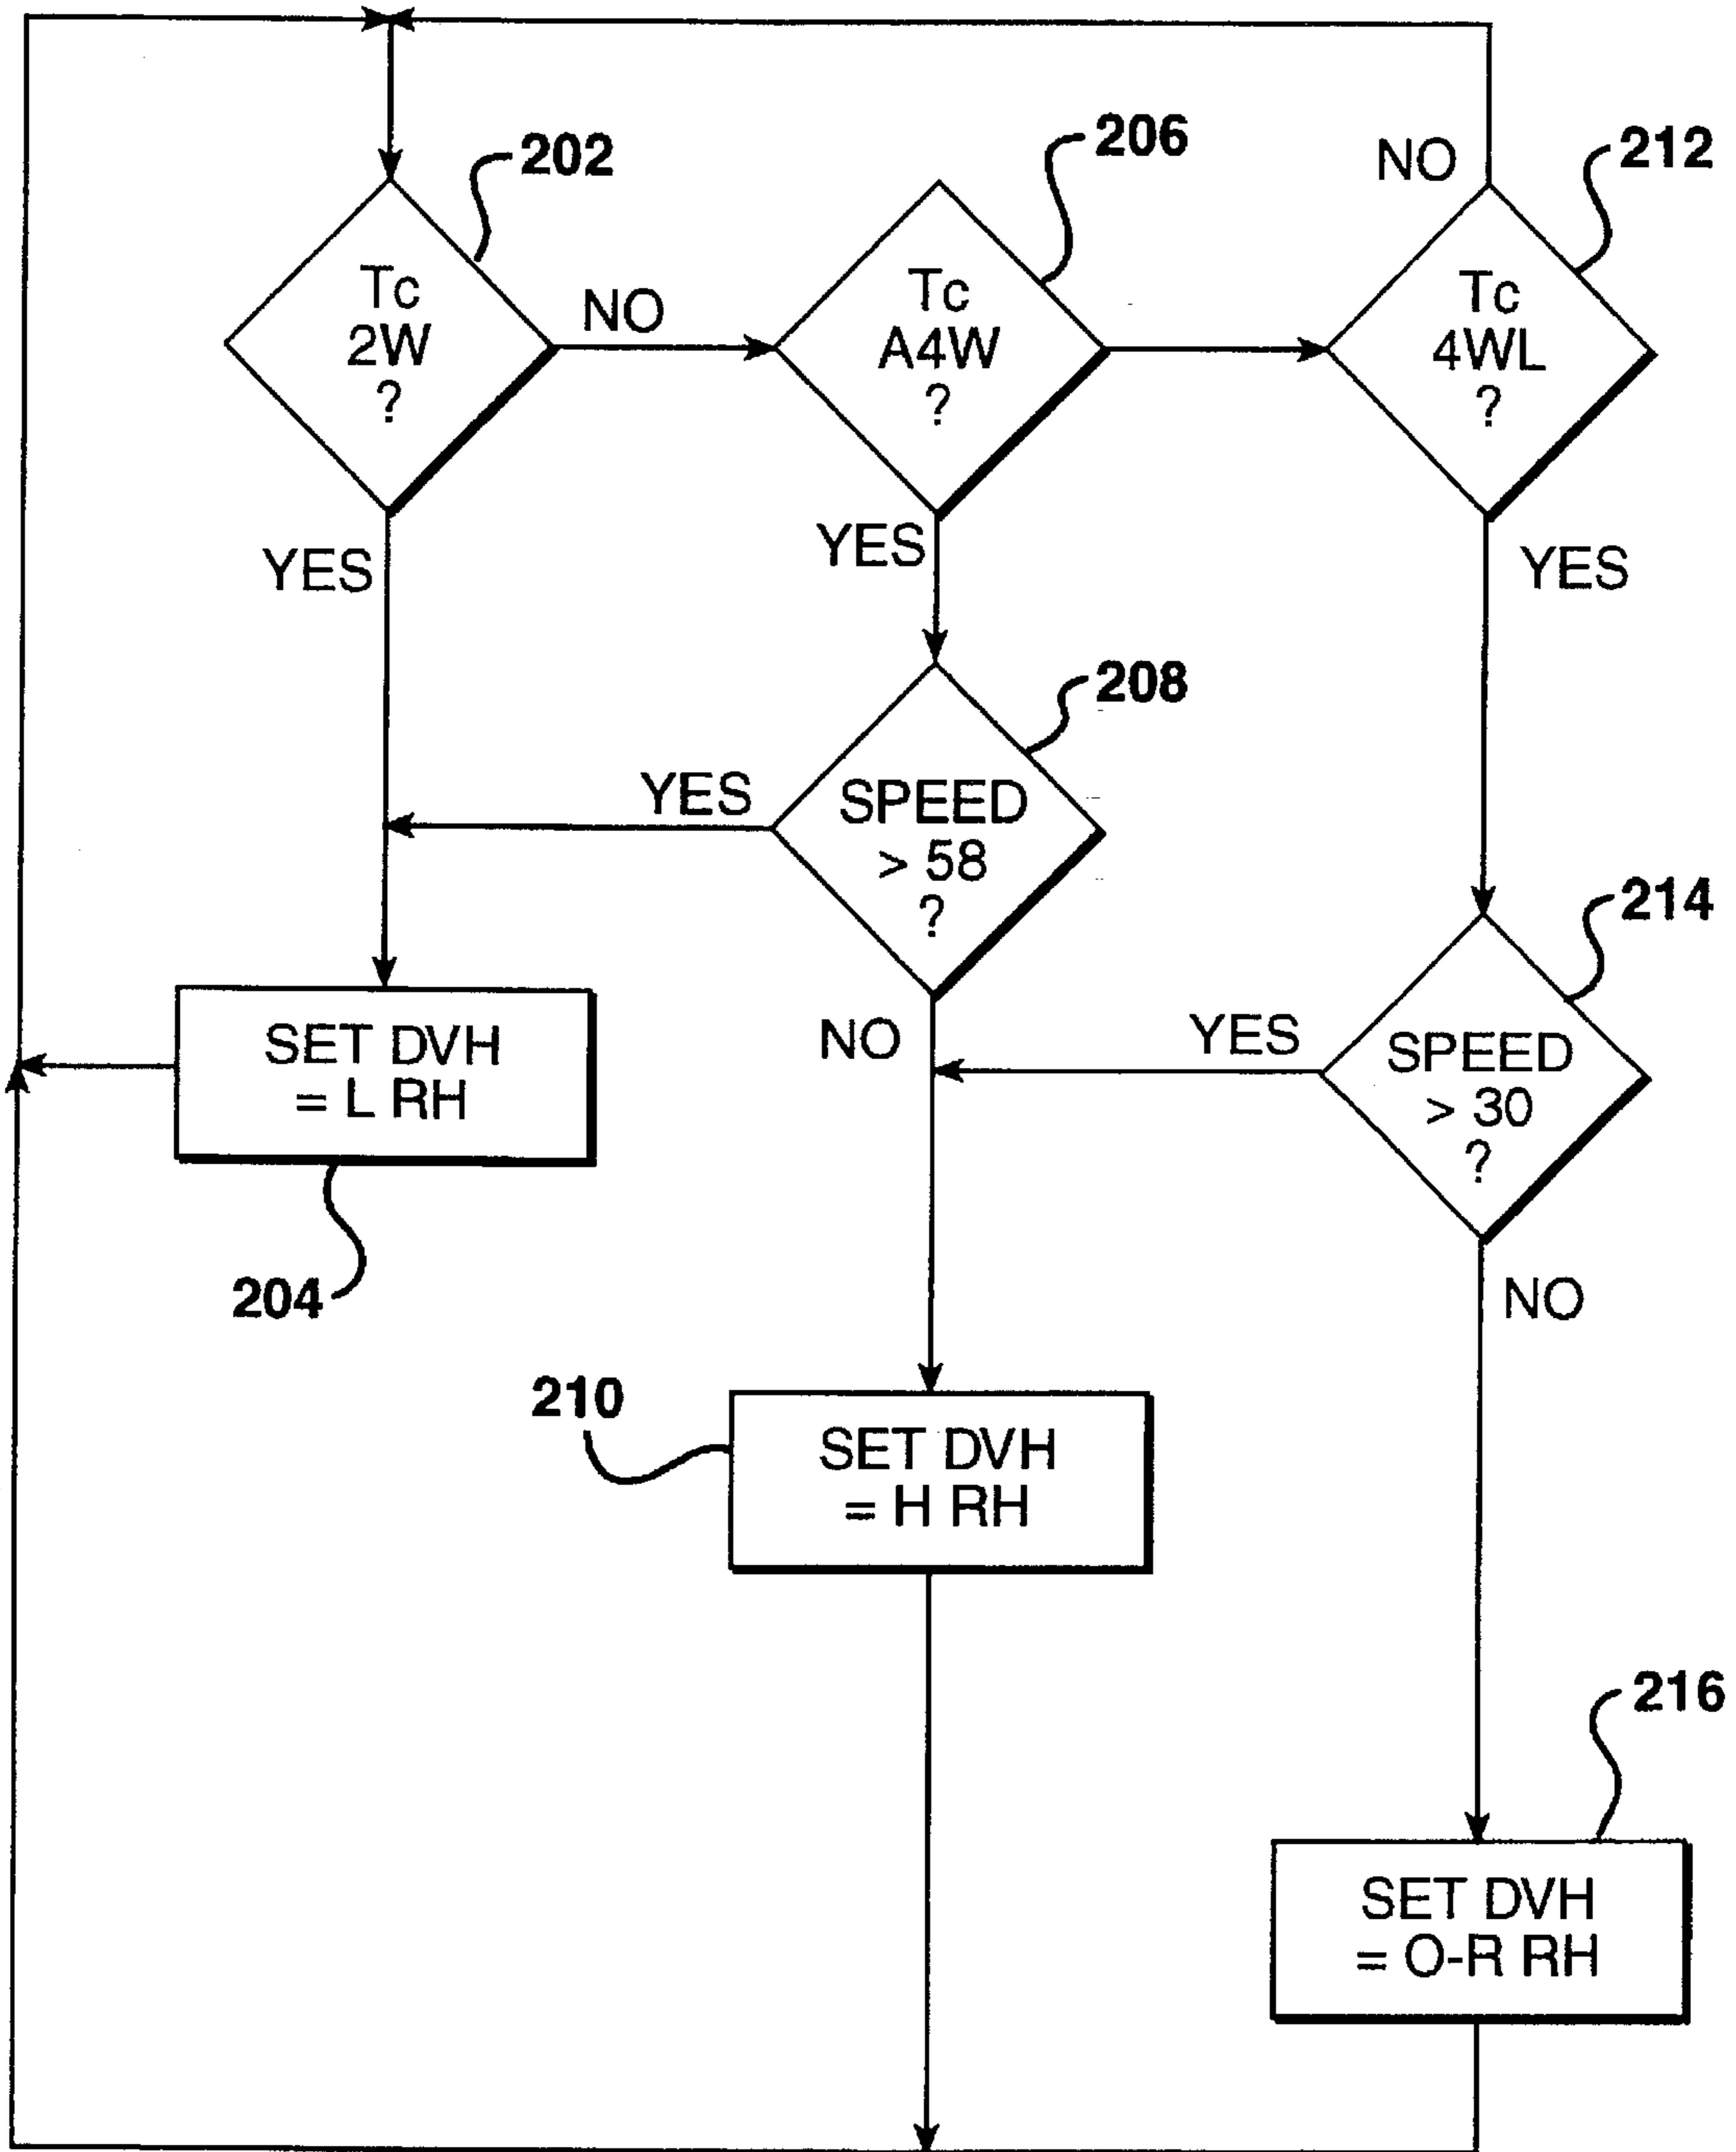 202
206
212
NO
Tc
2W
?
NO
Tc
A4W
?
Tc
4WL
?
YES
YES
YES
208
YES
SPEED
> 58
?
214
SET DVH
= L RH
NO
YES
SPEED
> 30
?
204
NO
210
SET DVH
= H RH
216
SET DVH
= O-R RH